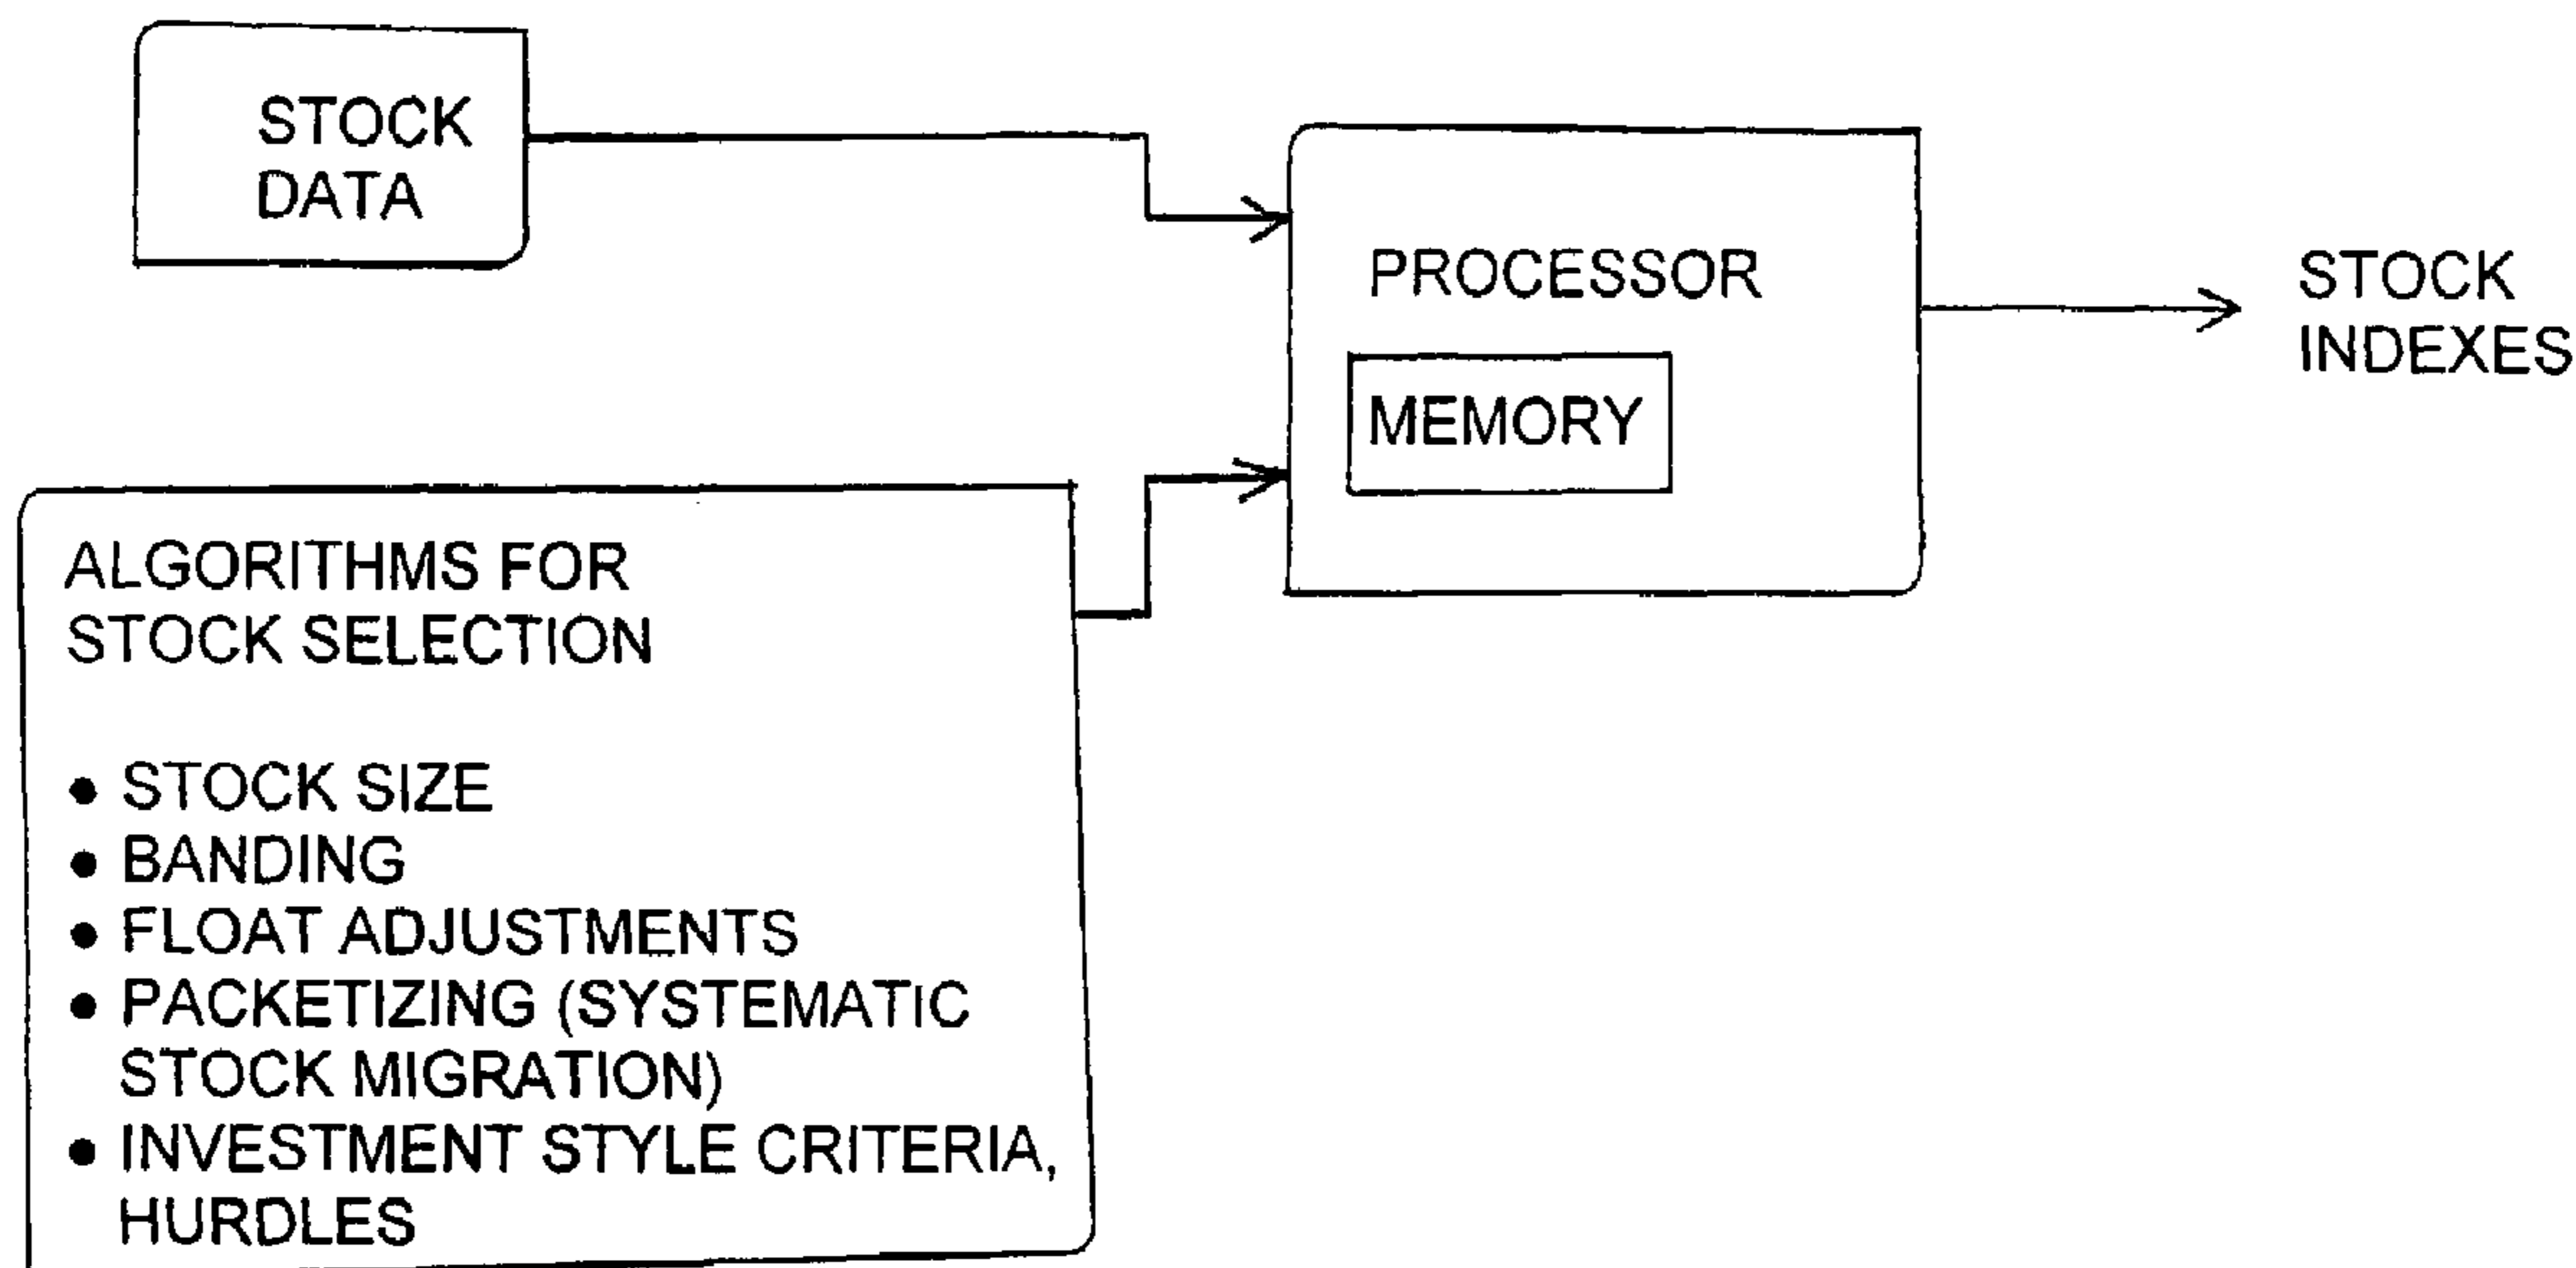 STOCK
DATA
PROCESSOR
MEMORY
STOCK
INDEXES
ALGORITHMS FOR
STOCK SELECTION
• STOCK SIZE
• BANDING
• FLOAT ADJUSTMENTS
• PACKETIZING (SYSTEMATIC
STOCK MIGRATION)
• INVESTMENT STYLE CRITERIA,
HURDLES